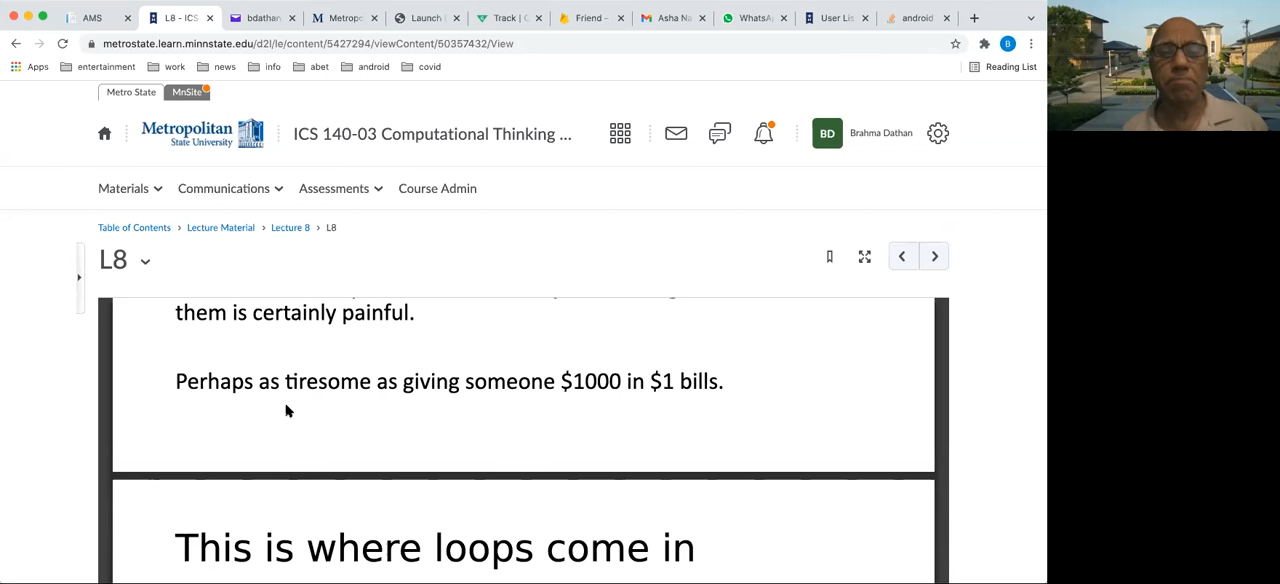 AMS
L8 - ICS
bdathan
Metropo
Launch
Track | C
Friend -
Asha Na
WhatsA
User Lis
android
metrostate.learn.minnstate.edu/d2l/le/content/5427294/viewContent/50357432/View
B
Apps entertainment work news info abet android covid Reading List
Metro State MnSite
Metropolitan
State University
ICS 140-03 Computational Thinking ...
BD Brahma Dathan
Materials Communications Assessments Course Admin
Table of Contents > Lecture Material > Lecture 8 > L8
L8
them is certainly painful.
Perhaps as tiresome as giving someone $1000 in $1 bills.
This is where loops come in